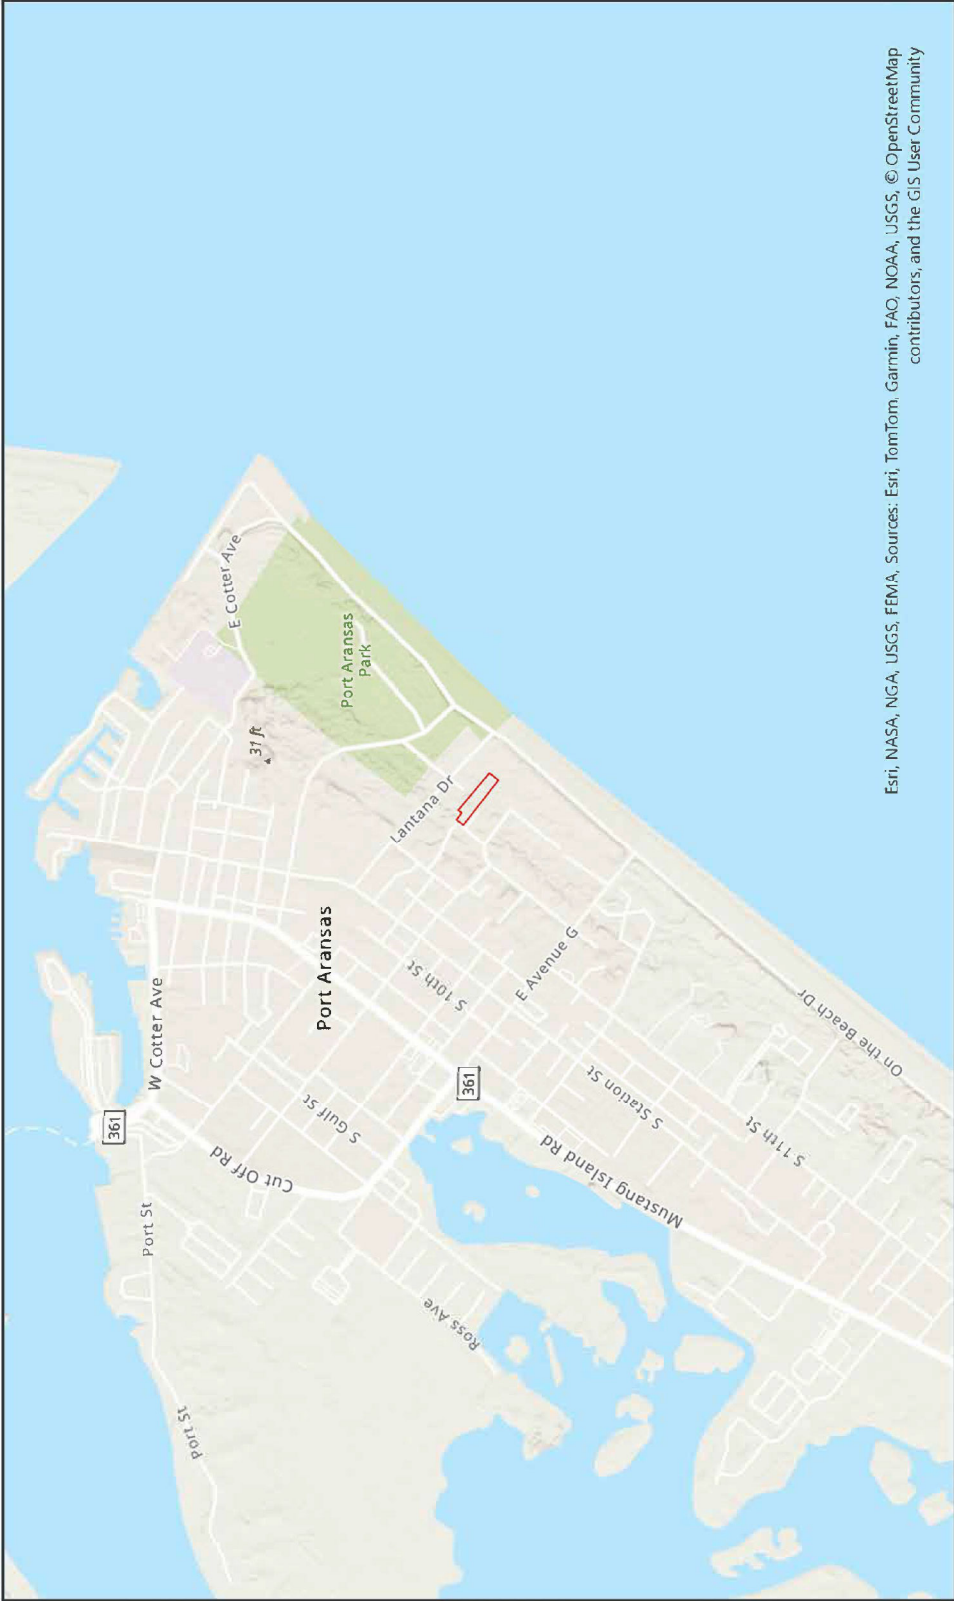 E Cotter Ave
Port Aransas
Park
31 ft
Lantana Dr
W Cotter Ave
Port Aransas
S 10th St
E Avenue G
361
361
S Gulf St
Cut Off Rd
S Station St
On the Beach Dr
S 11th St
Mustang Island Rd
Port St
Ross Ave
Port St
Esri, NASA, NGA, USGS, FEMA, Sources: Esri, TomTom, Garmin, FAO, NOAA, USGS, © OpenStreetMap
contributors, and the GIS User Community